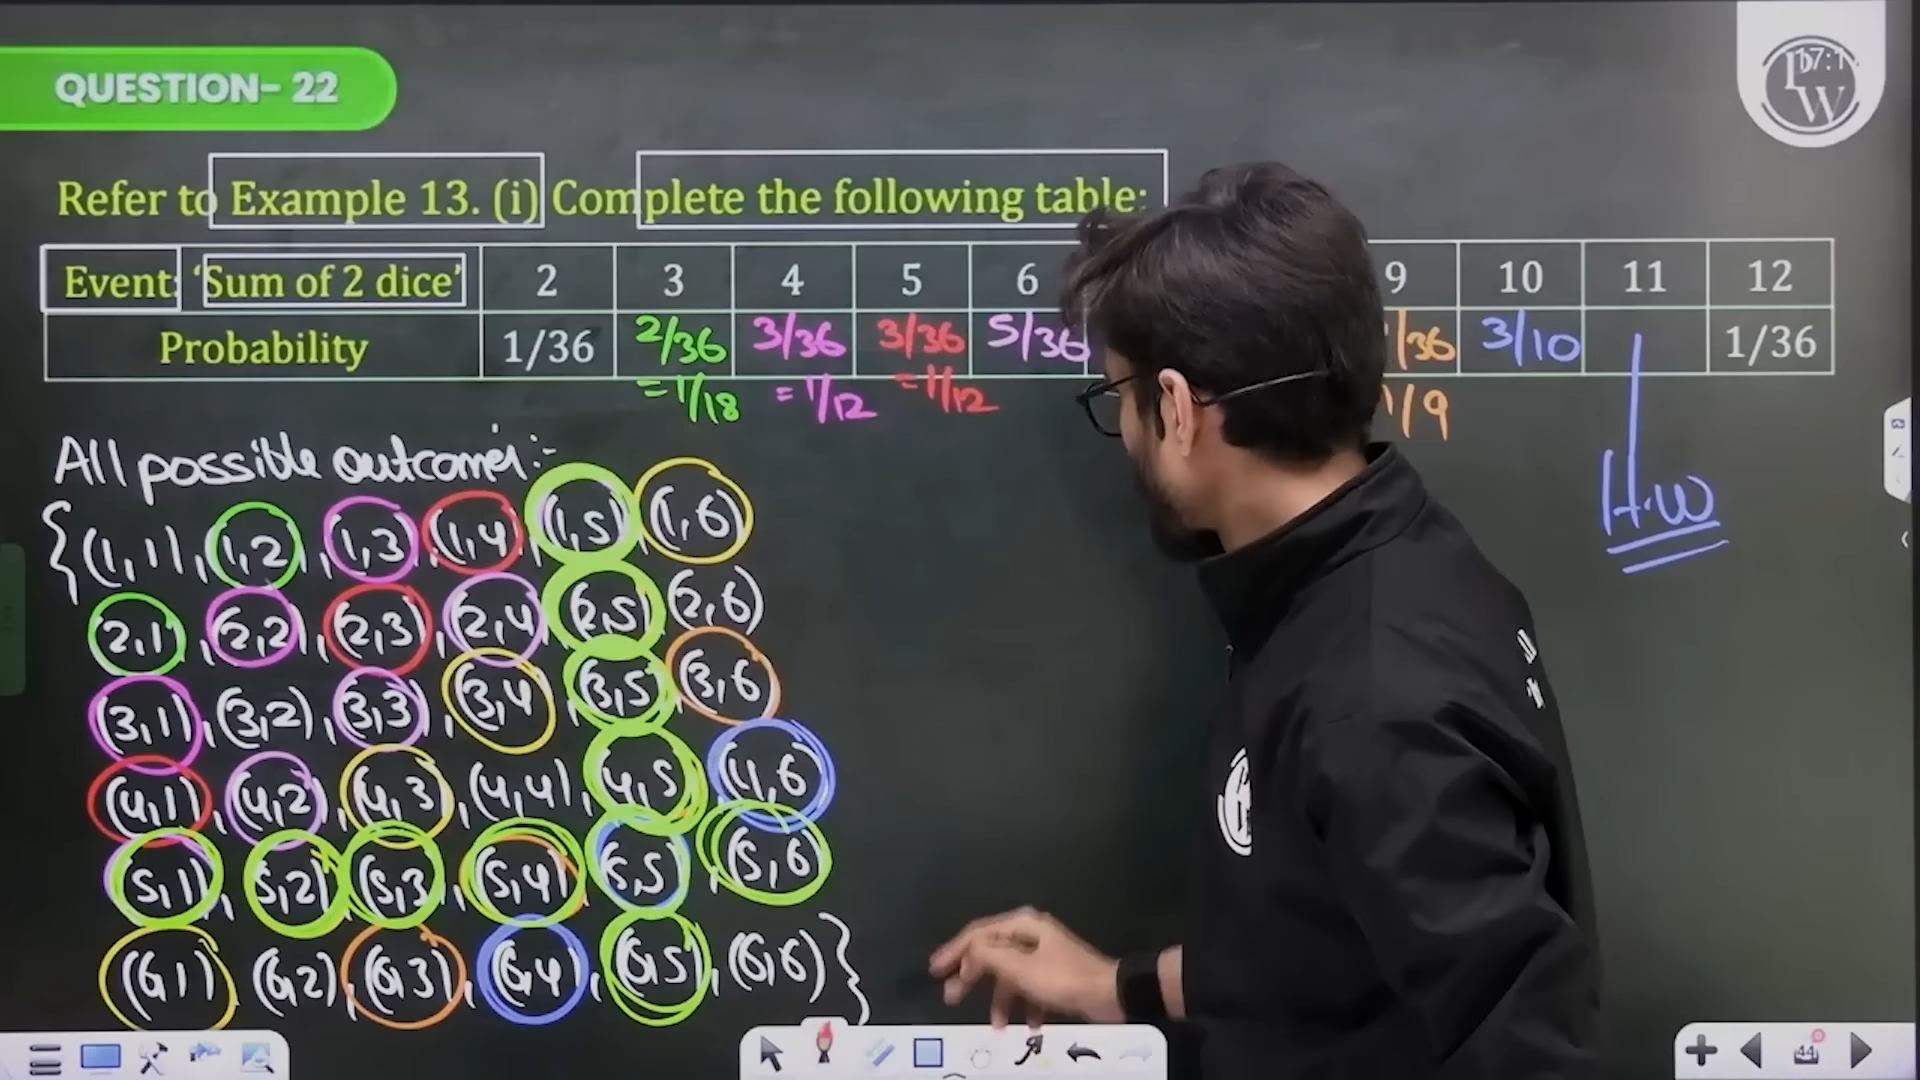 QUESTION- 22
17:1
PW
Refer to Example 13. (i) Complete the following table:
Event: 'Sum of 2 dice' 2 3 4 5 6 9 10 11 12
Probability 1/36 2/36 3/36 3/36 5/36 /36 3/10 1/36
= 1/18 = 1/12 = 1/12 1/9
H.W
All possible outcomes:-
{(1,1), (1,2), (1,3), (1,4), (1,5), (1,6)
(2,1), (2,2), (2,3), (2,4), (2,5), (2,6)
(3,1), (3,2), (3,3), (3,4), (3,5), (3,6)
(4,1), (4,2), (4,3), (4,4), (4,5), (4,6)
(5,1), (5,2), (5,3), (5,4), (5,5), (5,6)
(6,1), (6,2), (6,3), (6,4), (6,5), (6,6)}
44